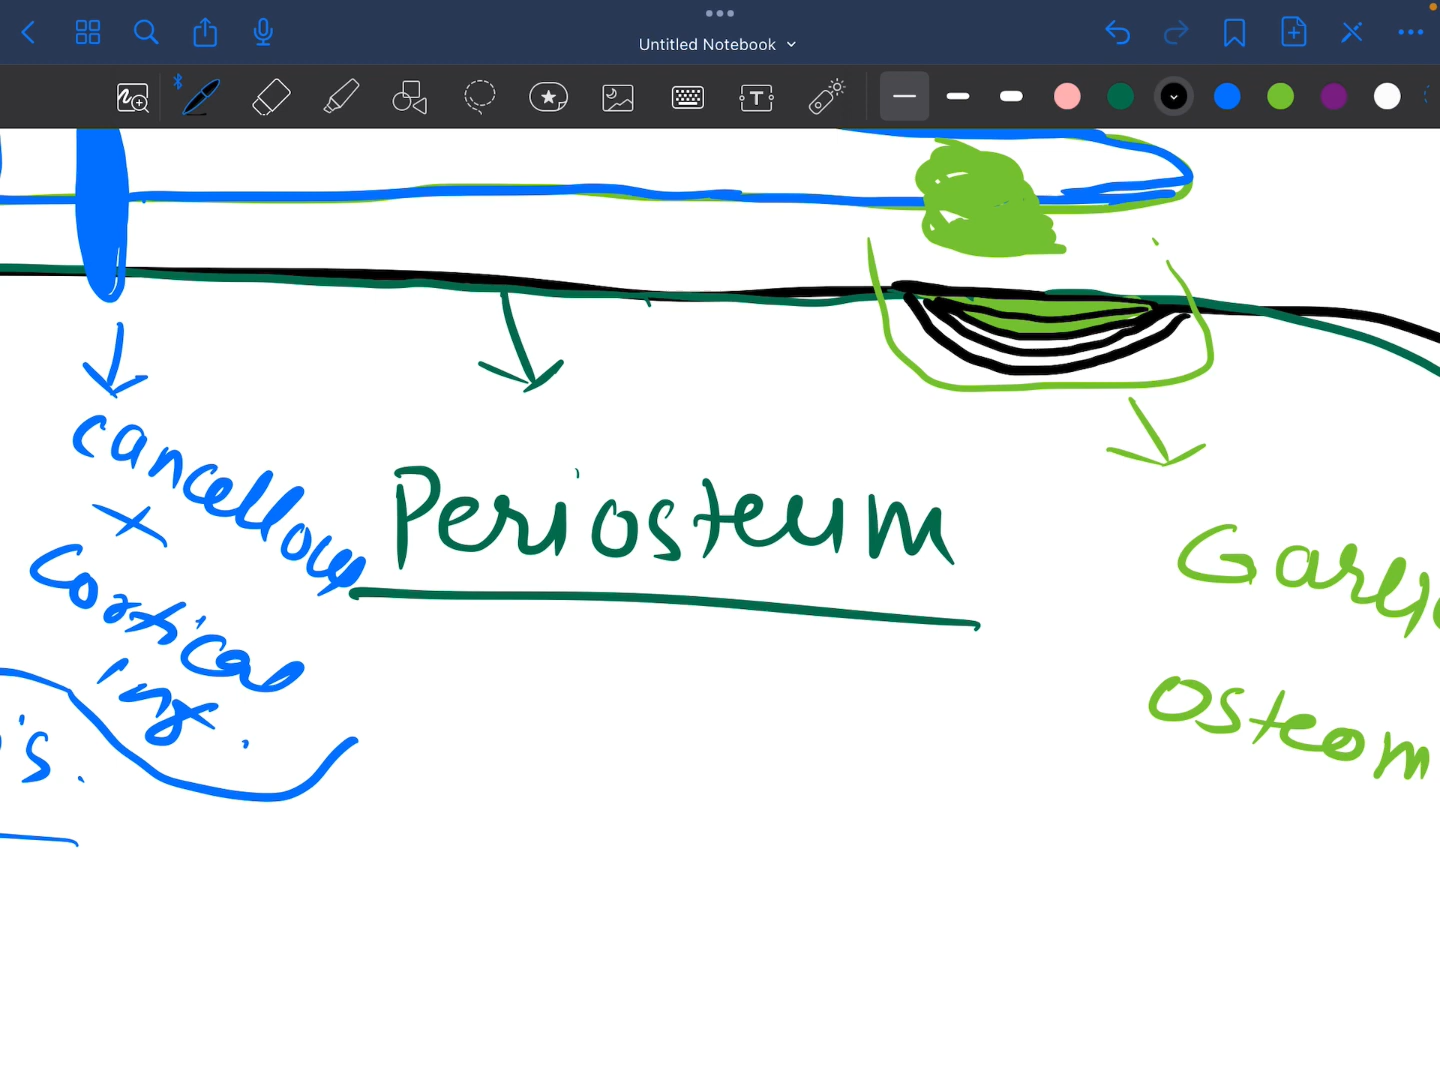 Untitled Notebook
T
cancellous
+
Cortical
inf.
's.
Periosteum
Garre
osteom